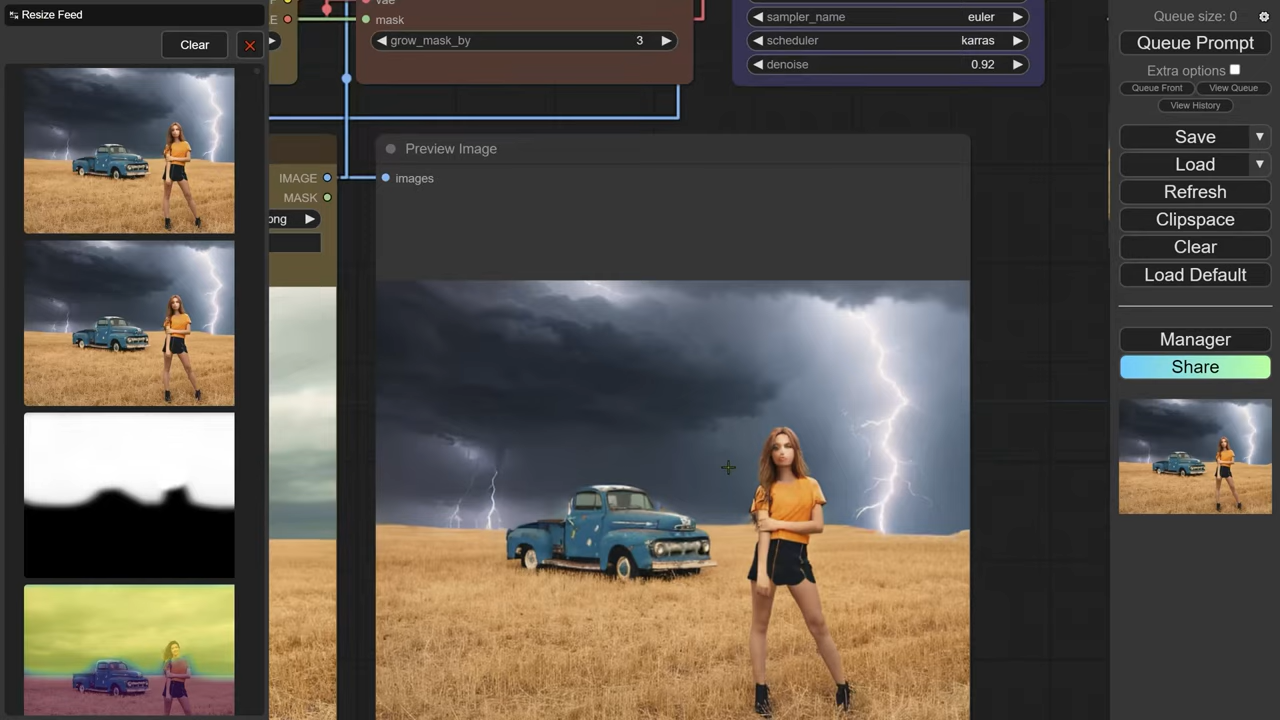 Resize Feed
Clear
vae
mask
grow_mask_by 3
sampler_name euler
scheduler karras
denoise 0.92
IMAGE
MASK
ong
Preview Image
images
Queue size: 0
Queue Prompt
Extra options
Queue Front
View Queue
View History
Save
Load
Refresh
Clipspace
Clear
Load Default
Manager
Share